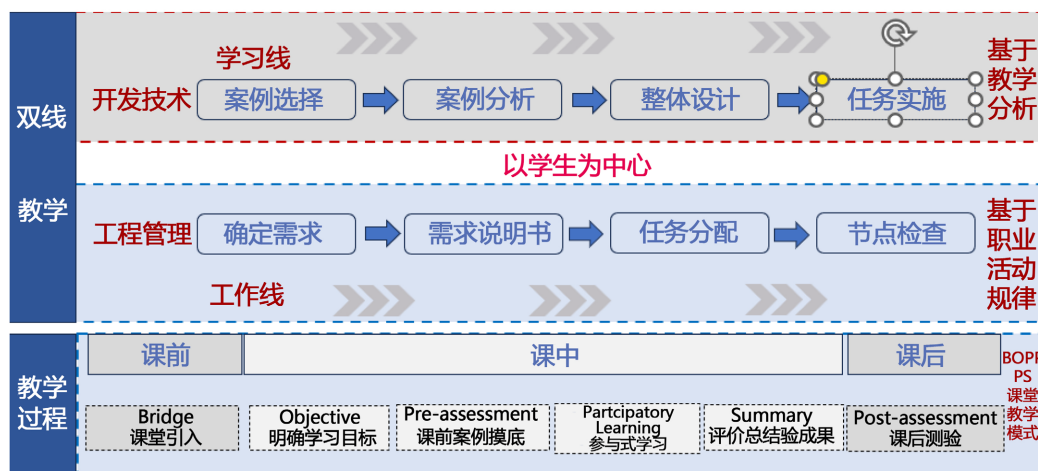 双线
教学
学习线
开发技术
案例选择
案例分析
整体设计
任务实施
基于
教学
分析
以学生为中心
工程管理
确定需求
需求说明书
任务分配
节点检查
基于
职业
活动
规律
工作线
教学
过程
课前
课中
课后
Bridge
课堂引入
Objective
明确学习目标
Pre-assessment
课前案例摸底
Partcipatory
Learning
参与式学习
Summary
评价总结验成果
Post-assessment
课后测验
BOPP
PS
课堂
教学
模式